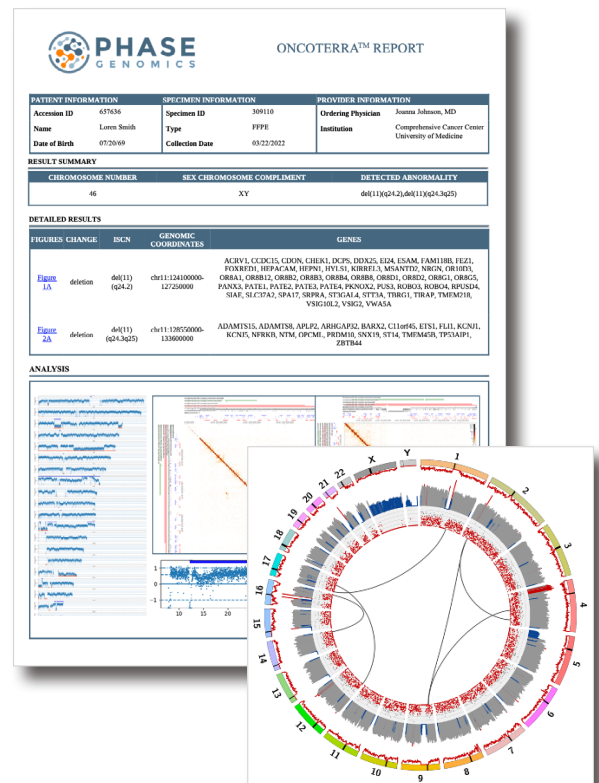 PHASE
GENOMICS
ONCOTERRA™ REPORT
PATIENT INFORMATION SPECIMEN INFORMATION PROVIDER INFORMATION
Accession ID 657636 Specimen ID 309110 Ordering Physician Joanna Johnson, MD
Name Loren Smith Type FFPE Institution Comprehensive Cancer Center
University of Medicine
Date of Birth 07/20/69 Collection Date 03/22/2022
RESULT SUMMARY
CHROMOSOME NUMBER SEX CHROMOSOME COMPLIMENT DETECTED ABNORMALITY
46 XY del(11)(q24.2),del(11)(q24.3q25)
DETAILED RESULTS
FIGURES CHANGE ISCN GENOMIC COORDINATES GENES
Figure 1A deletion del(11) (q24.2) chr11:124100000-127250000
ACRV1, CCDC15, CDON, CHEK1, DCPS, DDX25, EI24, ESAM, FAM118B, FEZ1,
FOXRED1, HEPACAM, HEPN1, HYLS1, KIRREL3, MSANTD2, NRGN, OR10D3,
OR8A1, OR8B12, OR8B2, OR8B3, OR8B4, OR8B8, OR8D1, OR8D2, OR8G1, OR8G5,
PANX3, PATE1, PATE2, PATE3, PATE4, PKNOX2, PUS3, ROBO3, ROBO4, RPUSD4,
SIAE, SLC37A2, SPA17, SRPRA, ST3GAL4, STT3A, TBRG1, TIRAP, TMEM218,
VSIG10L2, VSIG2, VWA5A
Figure 2A deletion del(11) (q24.3q25) chr11:128550000-133600000
ADAMTS15, ADAMTS8, APLP2, ARHGAP32, BARX2, C11orf45, ETS1, FLI1, KCNJ1,
KCNJ5, NFRKB, NTM, OPCML, PRDM10, SNX19, ST14, TMEM45B, TP53AIP1,
ZBTB44
ANALYSIS
1
0
−1
10 15 20
1
2
3
4
5
6
7
8
9
10
11
12
13
14
15
16
17
18
19
20
21
22
X
Y